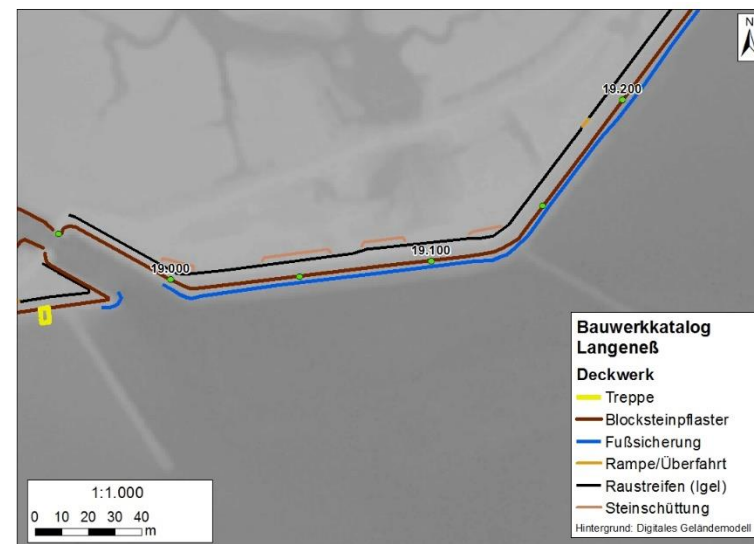 N
19.200
19.100
19.000
Bauwerkkatalog
Langeneß
Deckwerk
Treppe
Blocksteinpflaster
Fußsicherung
Rampe/Überfahrt
Raustreifen (Igel)
Steinschüttung
Hintergrund: Digitales Geländemodell
1:1.000
0 10 20 30 40
m